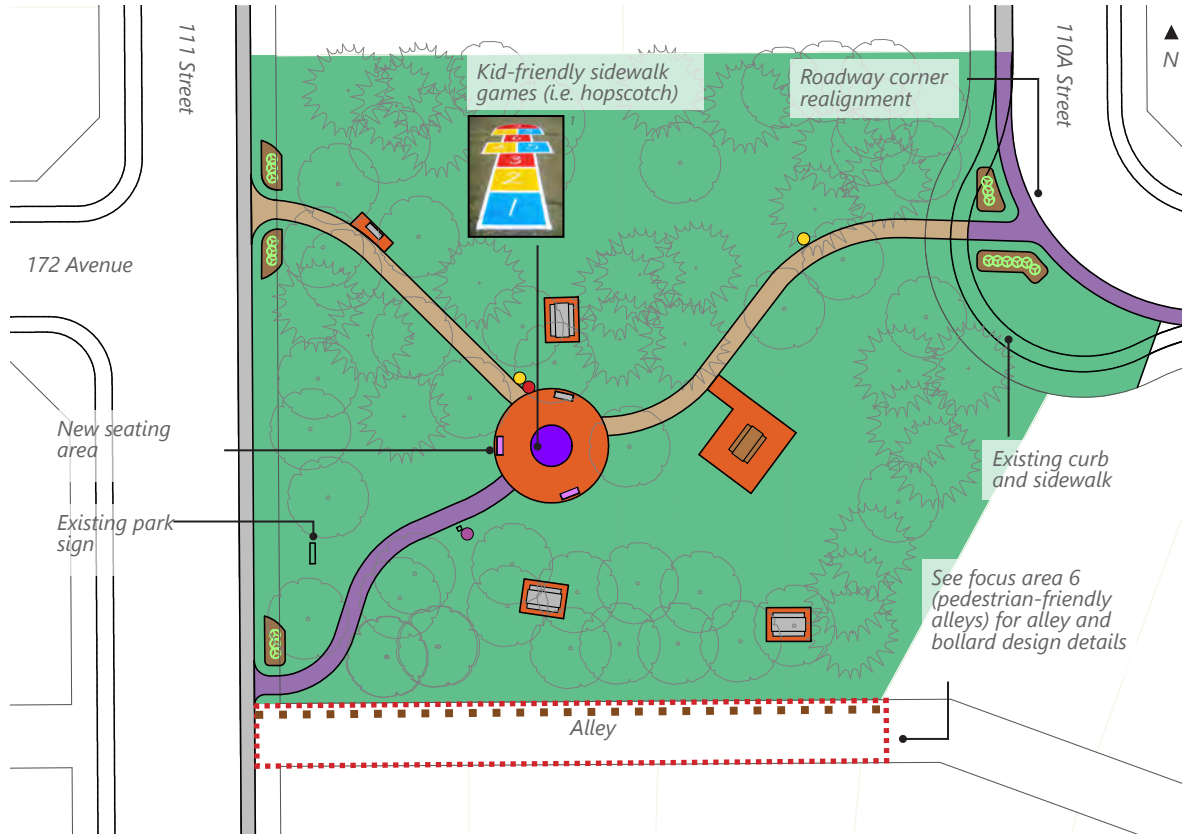 111 Street
Kid-friendly sidewalk
games (i.e. hopscotch)
Roadway corner
realignment
110A Street
N
1
3
2
1
172 Avenue
New seating
area
Existing park
sign
Existing curb
and sidewalk
See focus area 6
(pedestrian-friendly
alleys) for alley and
bollard design details
Alley